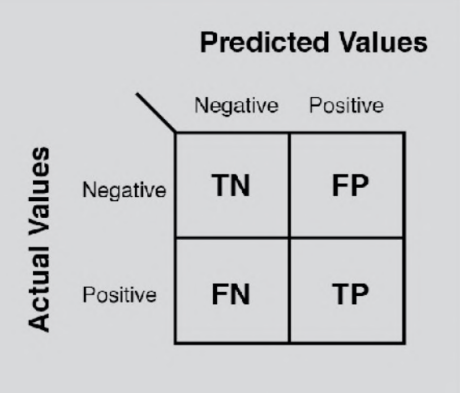 Predicted Values
Negative Positive
Actual Values
Negative TN FP
Positive FN TP